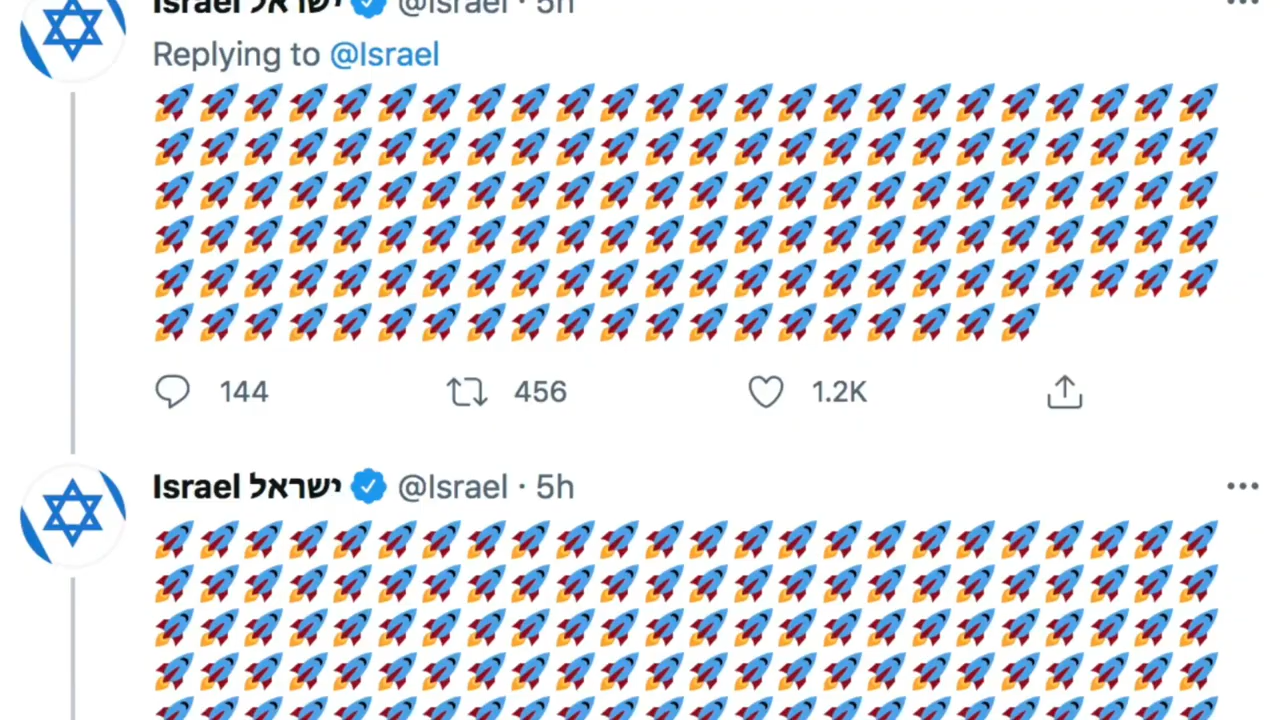 Israel ישראל @Israel · 5h
Replying to @Israel
144 456 1.2K
Israel ישראל @Israel · 5h